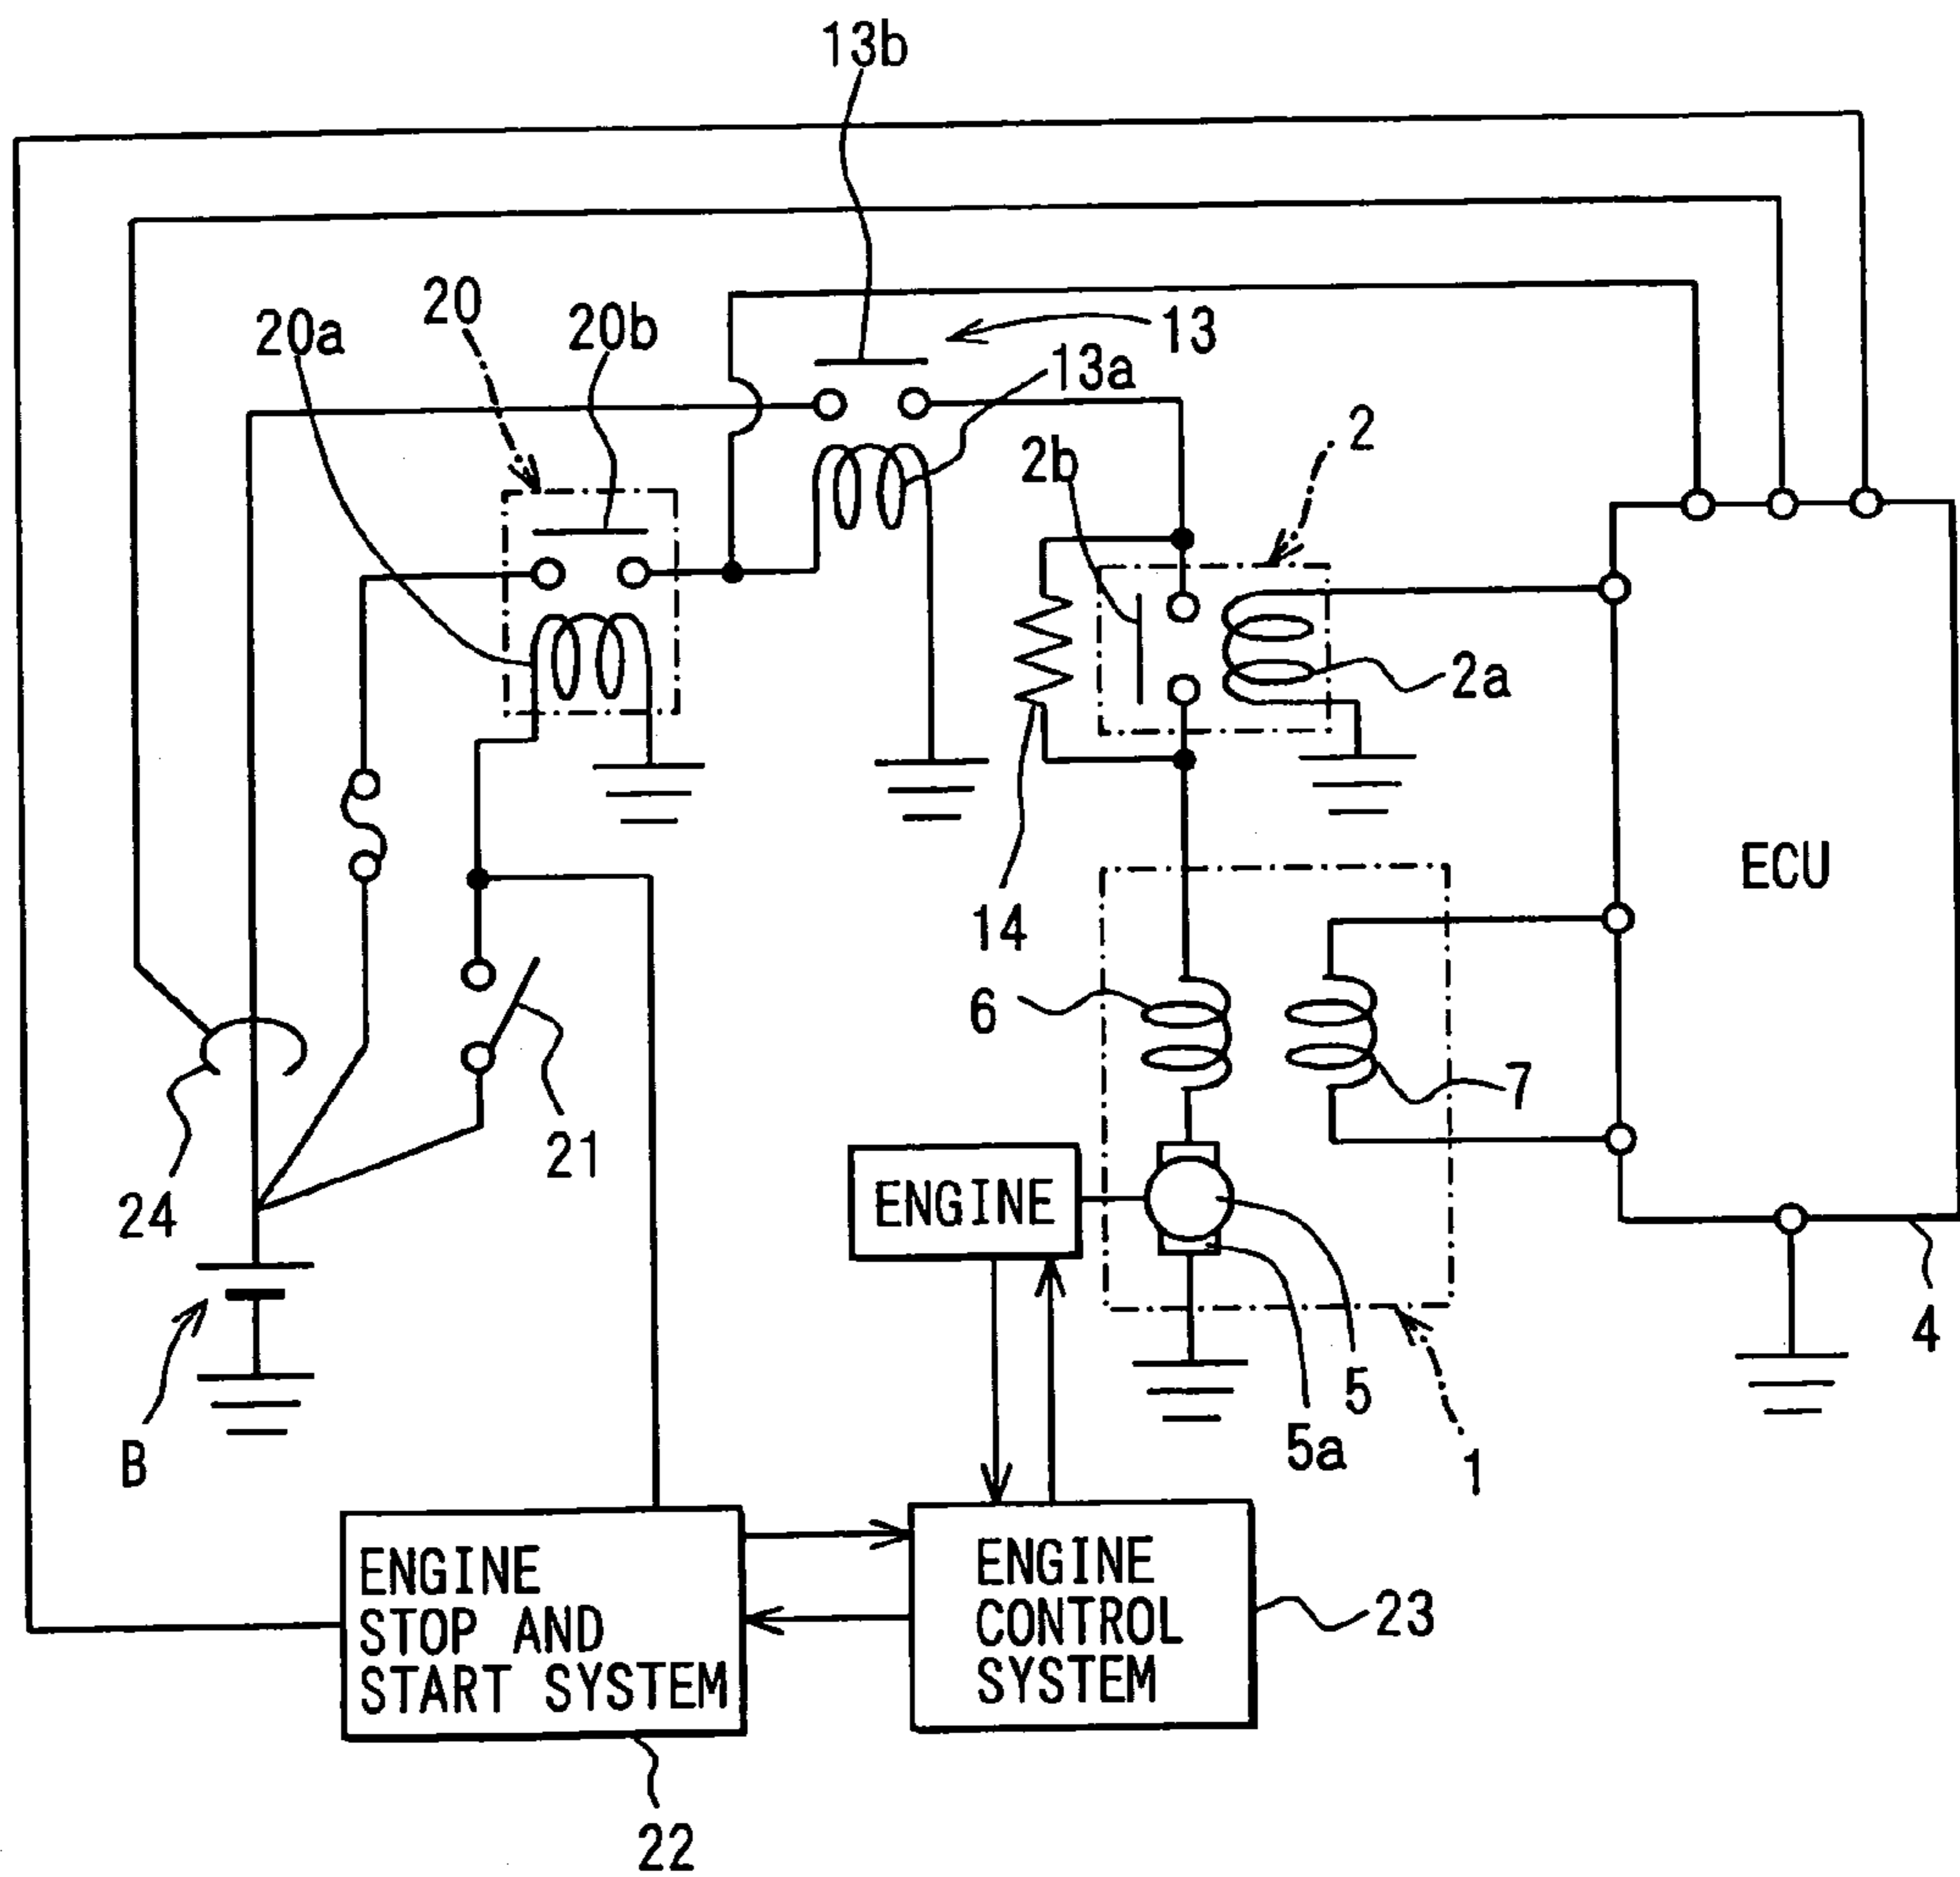 13b
20
20a
20b
13
13a
2
2b
2a
ECU
14
6
7
21
24
ENGINE
4
5
5a
B
1
ENGINE
STOP AND
START SYSTEM
ENGINE
CONTROL
SYSTEM
23
22